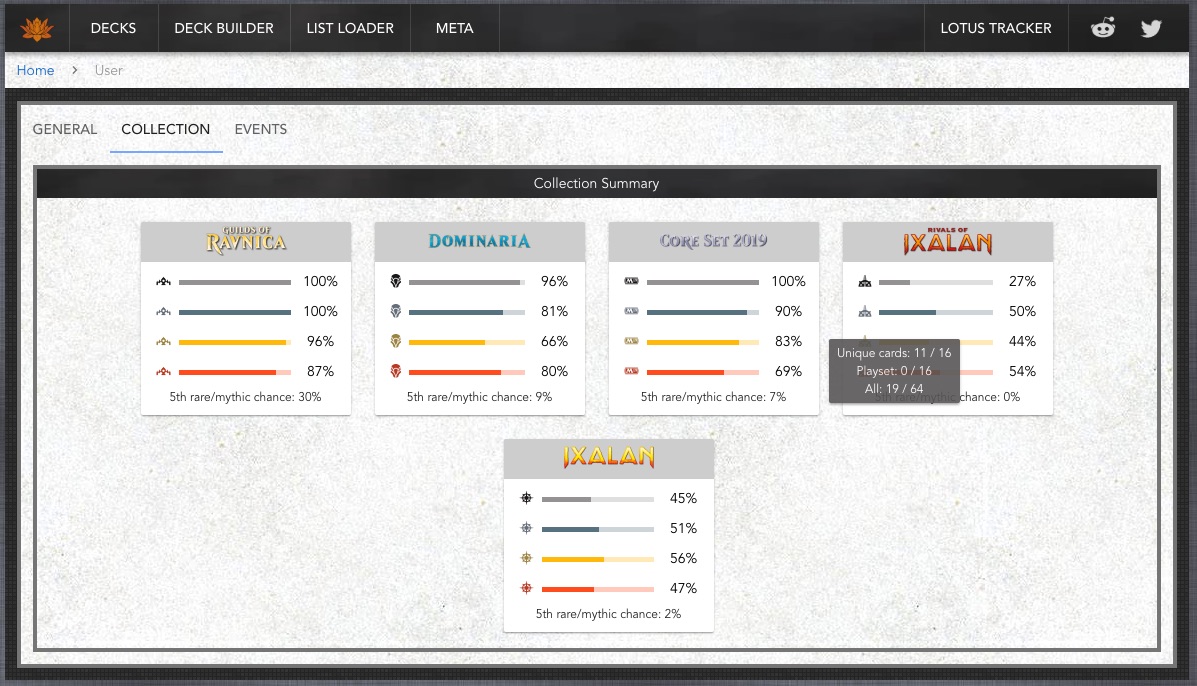 DECKS DECK BUILDER LIST LOADER META LOTUS TRACKER
Home > User
GENERAL COLLECTION EVENTS
Collection Summary
GUILDS OF
RAVNICA
100%
100%
96%
87%
5th rare/mythic chance: 30%
DOMINARIA
96%
81%
66%
80%
5th rare/mythic chance: 9%
CORE SET 2019
100%
90%
83%
69%
5th rare/mythic chance: 7%
RIVALS OF
IXALAN
27%
50%
44%
54%
Unique cards: 11 / 16
Playset: 0 / 16
All: 19 / 64
5th rare/mythic chance: 0%
IXALAN
45%
51%
56%
47%
5th rare/mythic chance: 2%